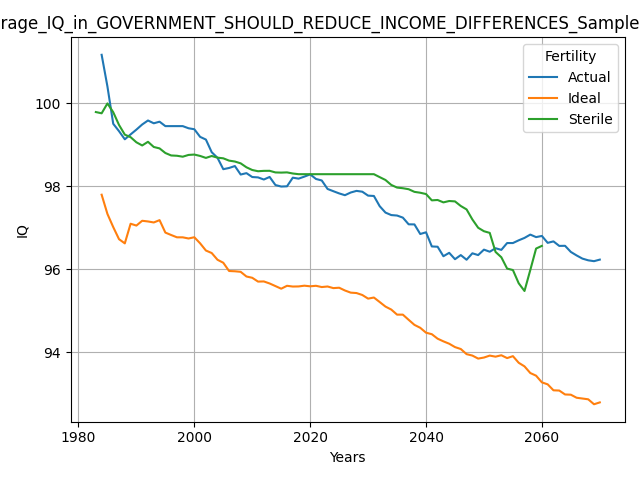 rage_IQ_in_GOVERNMENT_SHOULD_REDUCE_INCOME_DIFFERENCES_Sample
Fertility
Actual
Ideal
Sterile
100
98
96
94
IQ
1980 2000 2020 2040 2060
Years